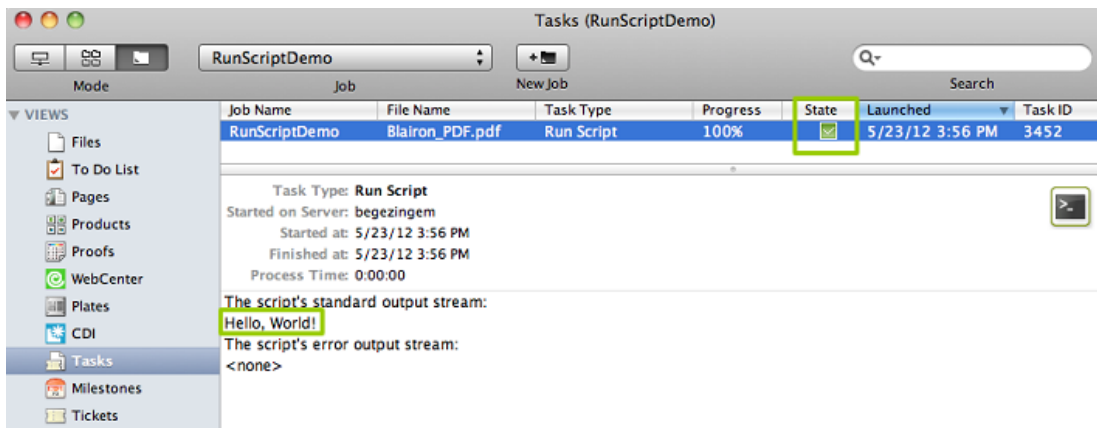 Tasks (RunScriptDemo)
RunScriptDemo
Mode Job New Job Search
VIEWS
Files
To Do List
Pages
Products
Proofs
WebCenter
Plates
CDI
Tasks
Milestones
Tickets
Job Name File Name Task Type Progress State Launched Task ID
RunScriptDemo Blairon_PDF.pdf Run Script 100% 5/23/12 3:56 PM 3452
Task Type: Run Script
Started on Server: begezingem
Started at: 5/23/12 3:56 PM
Finished at: 5/23/12 3:56 PM
Process Time: 0:00:00
The script's standard output stream:
Hello, World!
The script's error output stream:
<none>